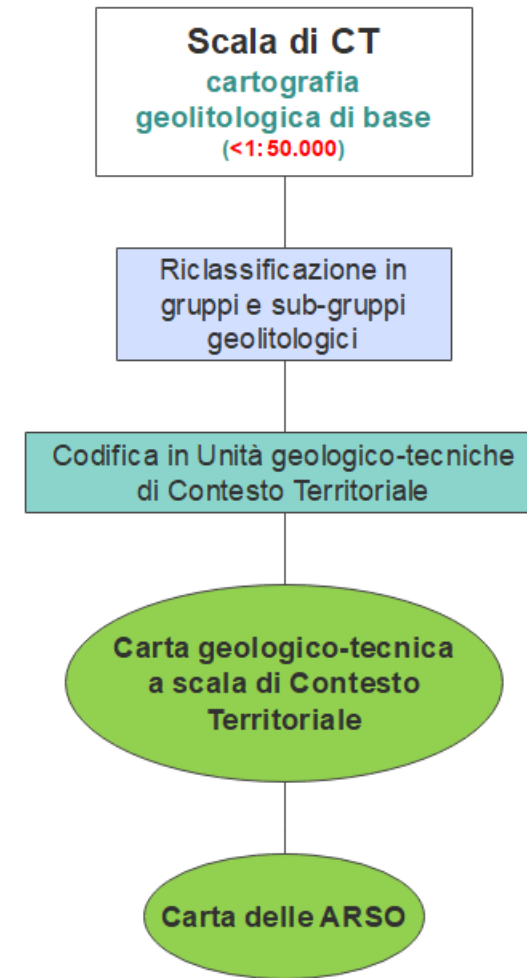 Scala di CT
cartografia
geolitologica di base
(<1:50.000)
Riclassificazione in
gruppi e sub-gruppi
geolitologici
Codifica in Unità geologico-tecniche
di Contesto Territoriale
Carta geologico-tecnica
a scala di Contesto
Territoriale
Carta delle ARSO